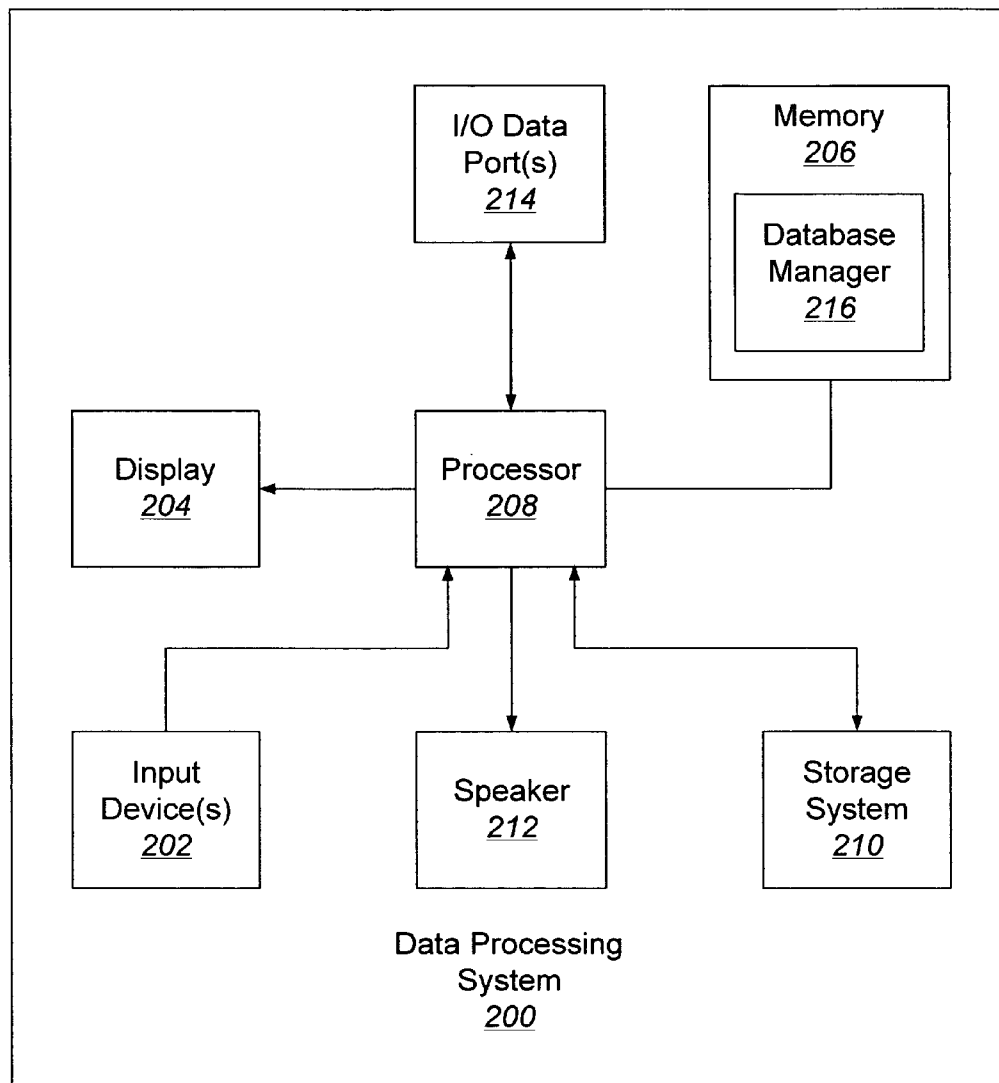 I/O Data
Port(s)
214
Memory
206
Database
Manager
216
Display
204
Processor
208
Input
Device(s)
202
Speaker
212
Storage
System
210
Data Processing
System
200